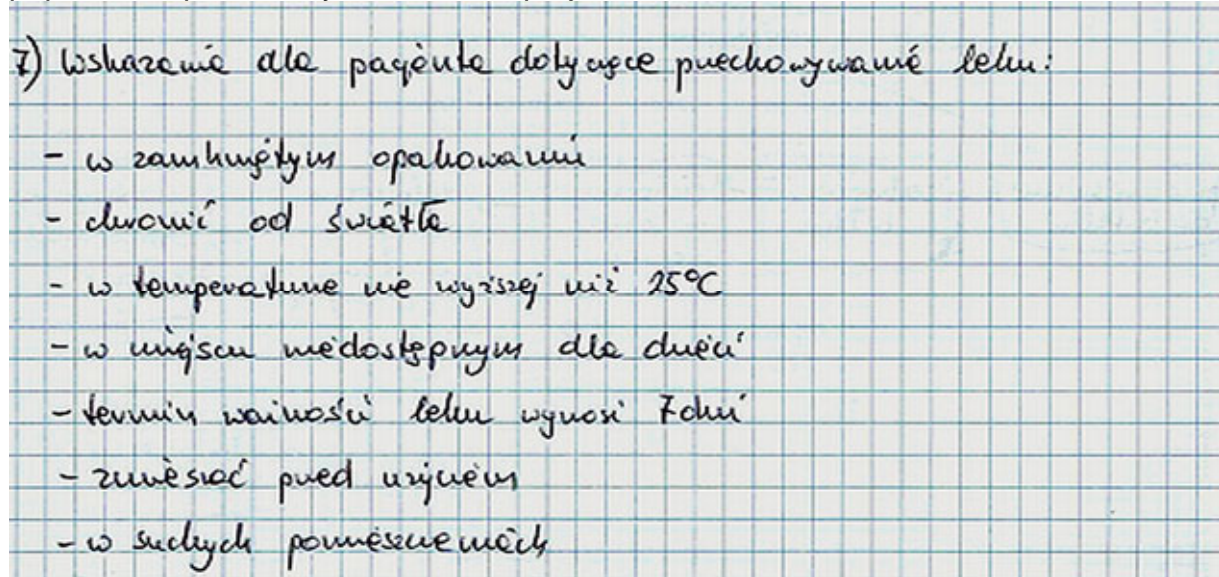 7) Wskazania dla pacjenta dotyczące przechowywania leku:
- w zamkniętym opakowaniu
- chronić od światła
- w temperaturze nie wyższej niż 25°C
- w miejscu niedostępnym dla dzieci
- termin ważności leku wynosi 7 dni
- zmieszać przed użyciem
- w suchych pomieszczeniach